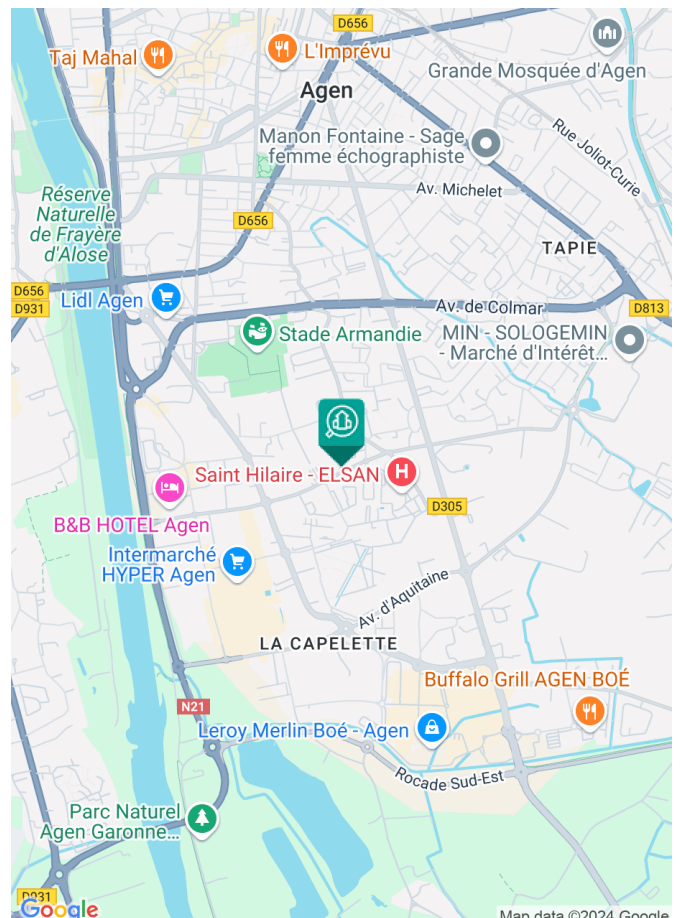 D656
Taj Mahal
L'Imprévu
Grande Mosquée d'Agen
Agen
Manon Fontaine - Sage
femme échographiste
Rue Joliot-Curie
Av. Michelet
Réserve
Naturelle
de Frayère
d'Alose
D656
TAPIE
D656
D931
Lidl Agen
Av. de Colmar
D813
Stade Armandie
MIN - SOLOGEMIN
- Marché d'Intérêt...
Saint Hilaire - ELSAN
H
D305
B&B HOTEL Agen
Intermarché
HYPER Agen
Av. d'Aquitaine
LA CAPELETTE
Buffalo Grill AGEN BOÉ
N21
Leroy Merlin Boé - Agen
Rocade Sud-Est
Parc Naturel
Agen Garonne...
D931
Google
Map data ©2024 Google